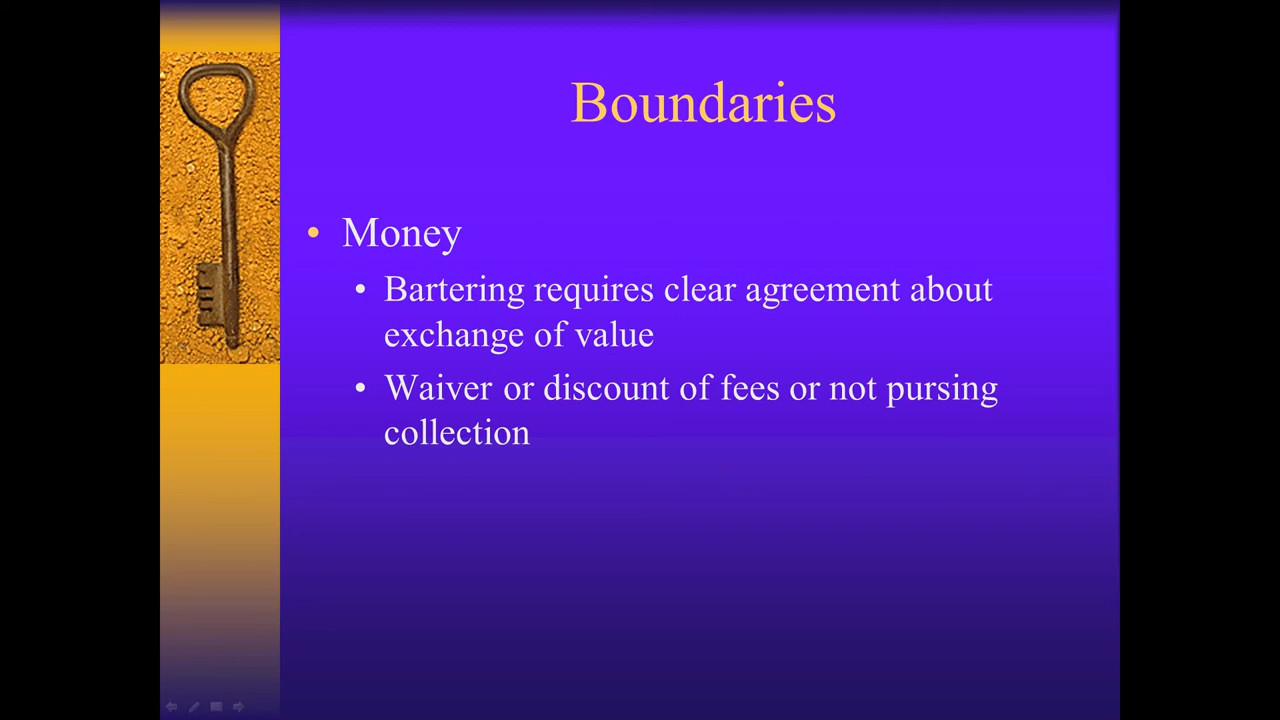 Boundaries
• Money
• Bartering requires clear agreement about
exchange of value
• Waiver or discount of fees or not pursing
collection